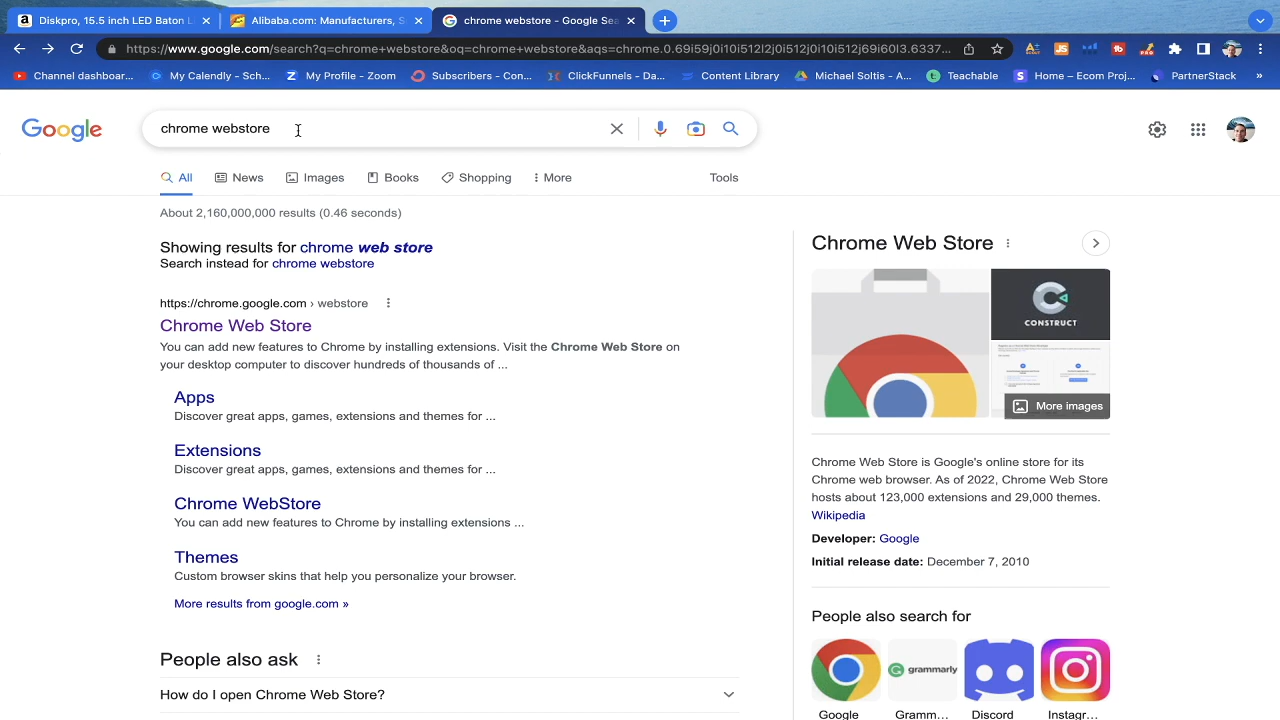 Diskpro, 15.5 inch LED Baton L
Alibaba.com: Manufacturers, S
chrome webstore - Google Sea
https://www.google.com/search?q=chrome+webstore&oq=chrome+webstore&aqs=chrome.0.69i59j0i10i512l2j0i512j0i10i512j69i60l3.6337...
Channel dashboar...
My Calendly - Sch...
My Profile - Zoom
Subscribers - Con...
ClickFunnels - Da...
Content Library
Michael Soltis – A...
Teachable
Home – Ecom Proj...
PartnerStack
»
Google
chrome webstore
All
News
Images
Books
Shopping
More
Tools
About 2,160,000,000 results (0.46 seconds)
Showing results for chrome web store
Search instead for chrome webstore
https://chrome.google.com › webstore
Chrome Web Store
You can add new features to Chrome by installing extensions. Visit the Chrome Web Store on
your desktop computer to discover hundreds of thousands of ...
Apps
Discover great apps, games, extensions and themes for ...
Extensions
Discover great apps, games, extensions and themes for ...
Chrome WebStore
You can add new features to Chrome by installing extensions ...
Themes
Custom browser skins that help you personalize your browser.
More results from google.com »
People also ask
How do I open Chrome Web Store?
Chrome Web Store
CONSTRUCT
More images
Chrome Web Store is Google's online store for its
Chrome web browser. As of 2022, Chrome Web Store
hosts about 123,000 extensions and 29,000 themes.
Wikipedia
Developer: Google
Initial release date: December 7, 2010
People also search for
grammarly
Google
Gramm...
Discord
Instagr...